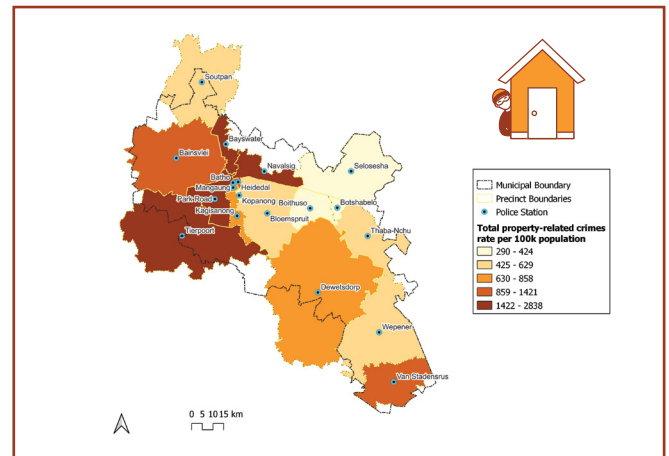 Soutpan
Bayswater
Bainsvlei
Navalsig
Selosesha
Batho
Mangaung
Heidedal
Park Road
Kopanong
Boithuso
Botshabelo
Kagisanong
Bloemspruit
Tierpoort
Thaba-Nchu
Dewetsdorp
Wepener
Van Stadensrus
0 5 10 15 km
Municipal Boundary
Precinct Boundaries
Police Station
Total property-related crimes
rate per 100k population
290 - 424
425 - 629
630 - 858
859 - 1421
1422 - 2838